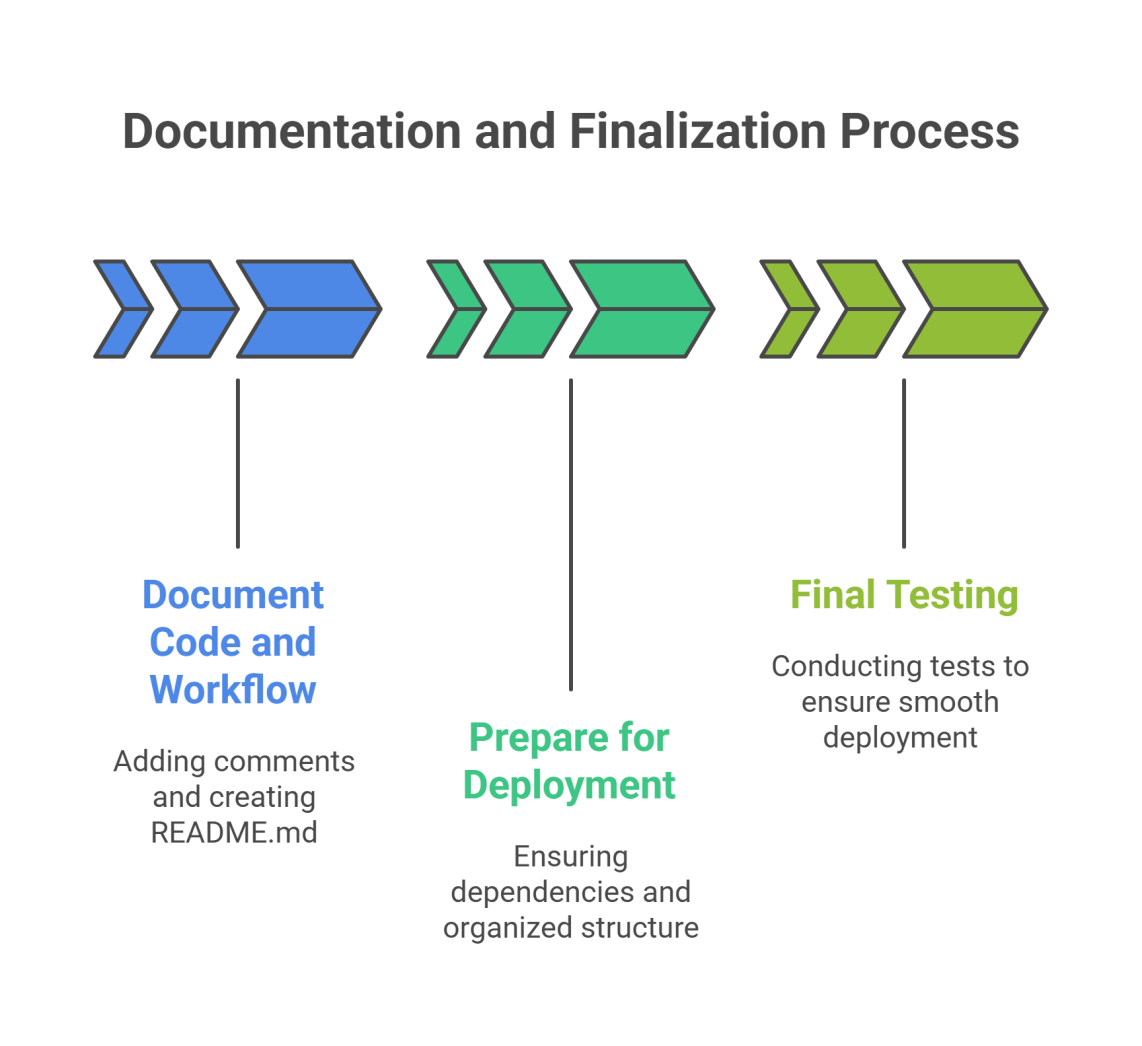 Documentation and Finalization Process
Document
Code and
Workflow
Adding comments
and creating
README.md
Prepare for
Deployment
Ensuring
dependencies and
organized structure
Final Testing
Conducting tests to
ensure smooth
deployment